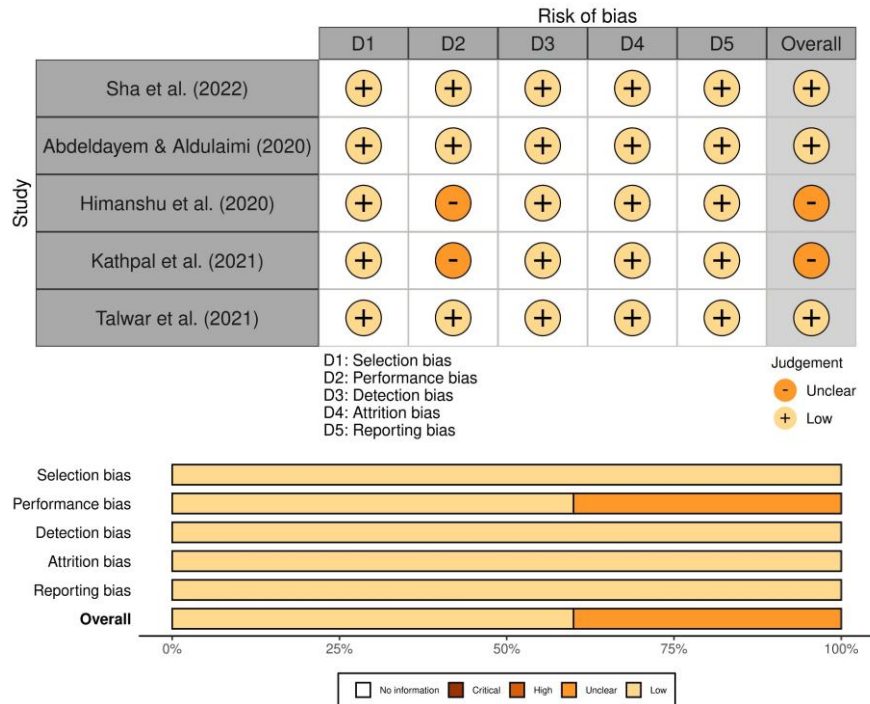 Risk of bias
D1 D2 D3 D4 D5 Overall
Study
Sha et al. (2022) + + + + + +
Abdeldayem & Aldulaimi (2020) + + + + + +
Himanshu et al. (2020) + - + + + -
Kathpal et al. (2021) + - + + + -
Talwar et al. (2021) + + + + + +
D1: Selection bias
D2: Performance bias
D3: Detection bias
D4: Attrition bias
D5: Reporting bias
Judgement
- Unclear
+ Low
Selection bias
Performance bias
Detection bias
Attrition bias
Reporting bias
Overall
0% 25% 50% 75% 100%
No information Critical High Unclear Low